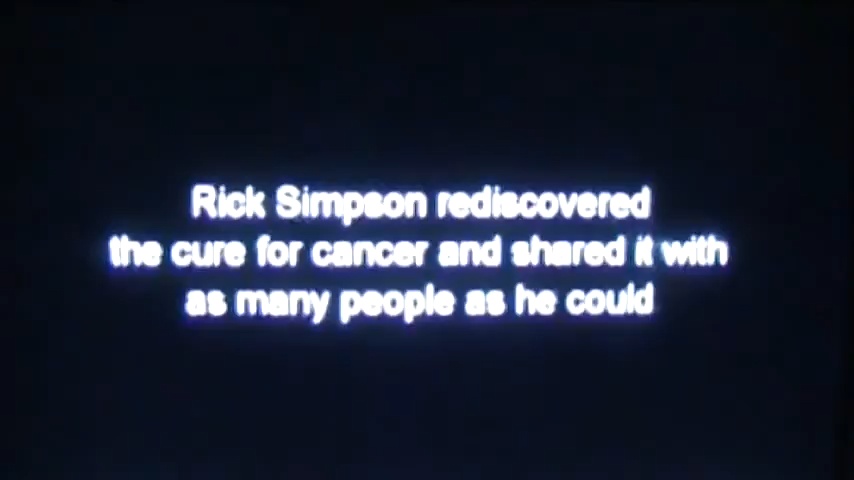 Rick Simpson rediscovered
the cure for cancer and shared it with
as many people as he could